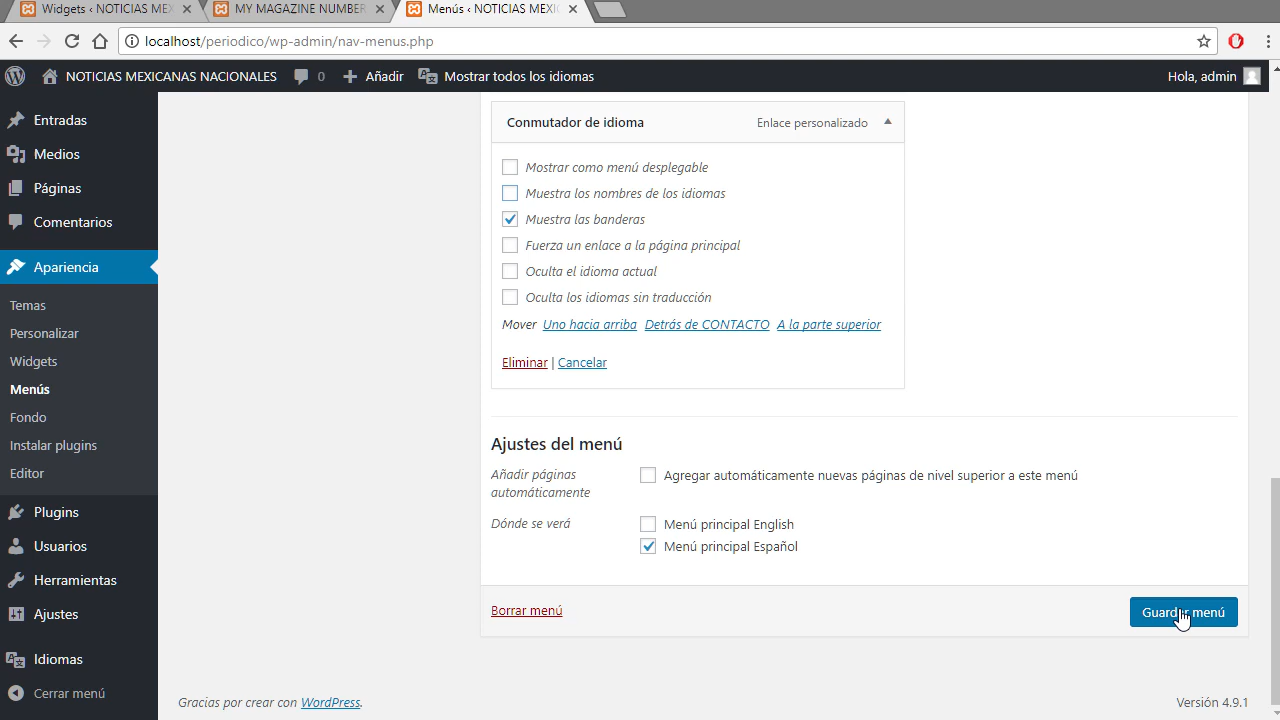 Widgets ‹ NOTICIAS MEX
MY MAGAZINE NUMBER
Menús ‹ NOTICIAS MEXI
localhost/periodico/wp-admin/nav-menus.php
NOTICIAS MEXICANAS NACIONALES
0
Añadir
Mostrar todos los idiomas
Hola, admin
Entradas
Medios
Páginas
Comentarios
Apariencia
Temas
Personalizar
Widgets
Menús
Fondo
Instalar plugins
Editor
Plugins
Usuarios
Herramientas
Ajustes
Idiomas
Cerrar menú
Conmutador de idioma Enlace personalizado
Mostrar como menú desplegable
Muestra los nombres de los idiomas
Muestra las banderas
Fuerza un enlace a la página principal
Oculta el idioma actual
Oculta los idiomas sin traducción
Mover Uno hacia arriba Detrás de CONTACTO A la parte superior
Eliminar | Cancelar
Ajustes del menú
Añadir páginas
automáticamente
Agregar automáticamente nuevas páginas de nivel superior a este menú
Dónde se verá
Menú principal English
Menú principal Español
Borrar menú
Guardar menú
Gracias por crear con WordPress.
Versión 4.9.1